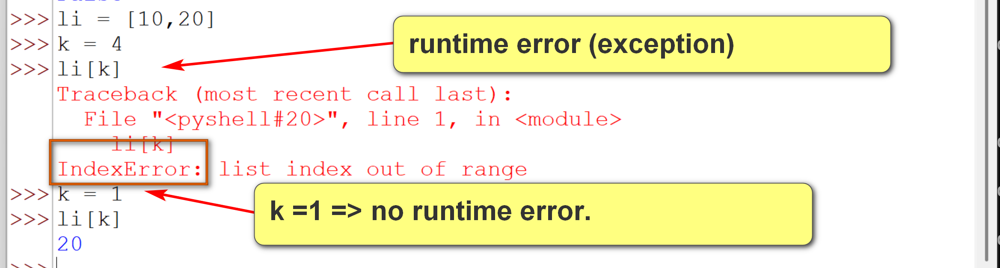 >>> li = [10,20]
>>> k = 4
runtime error (exception)
>>> li[k]
Traceback (most recent call last):
  File "<pyshell#20>", line 1, in <module>
    li[k]
IndexError: list index out of range
>>> k = 1
k =1 => no runtime error.
>>> li[k]
20
>>>